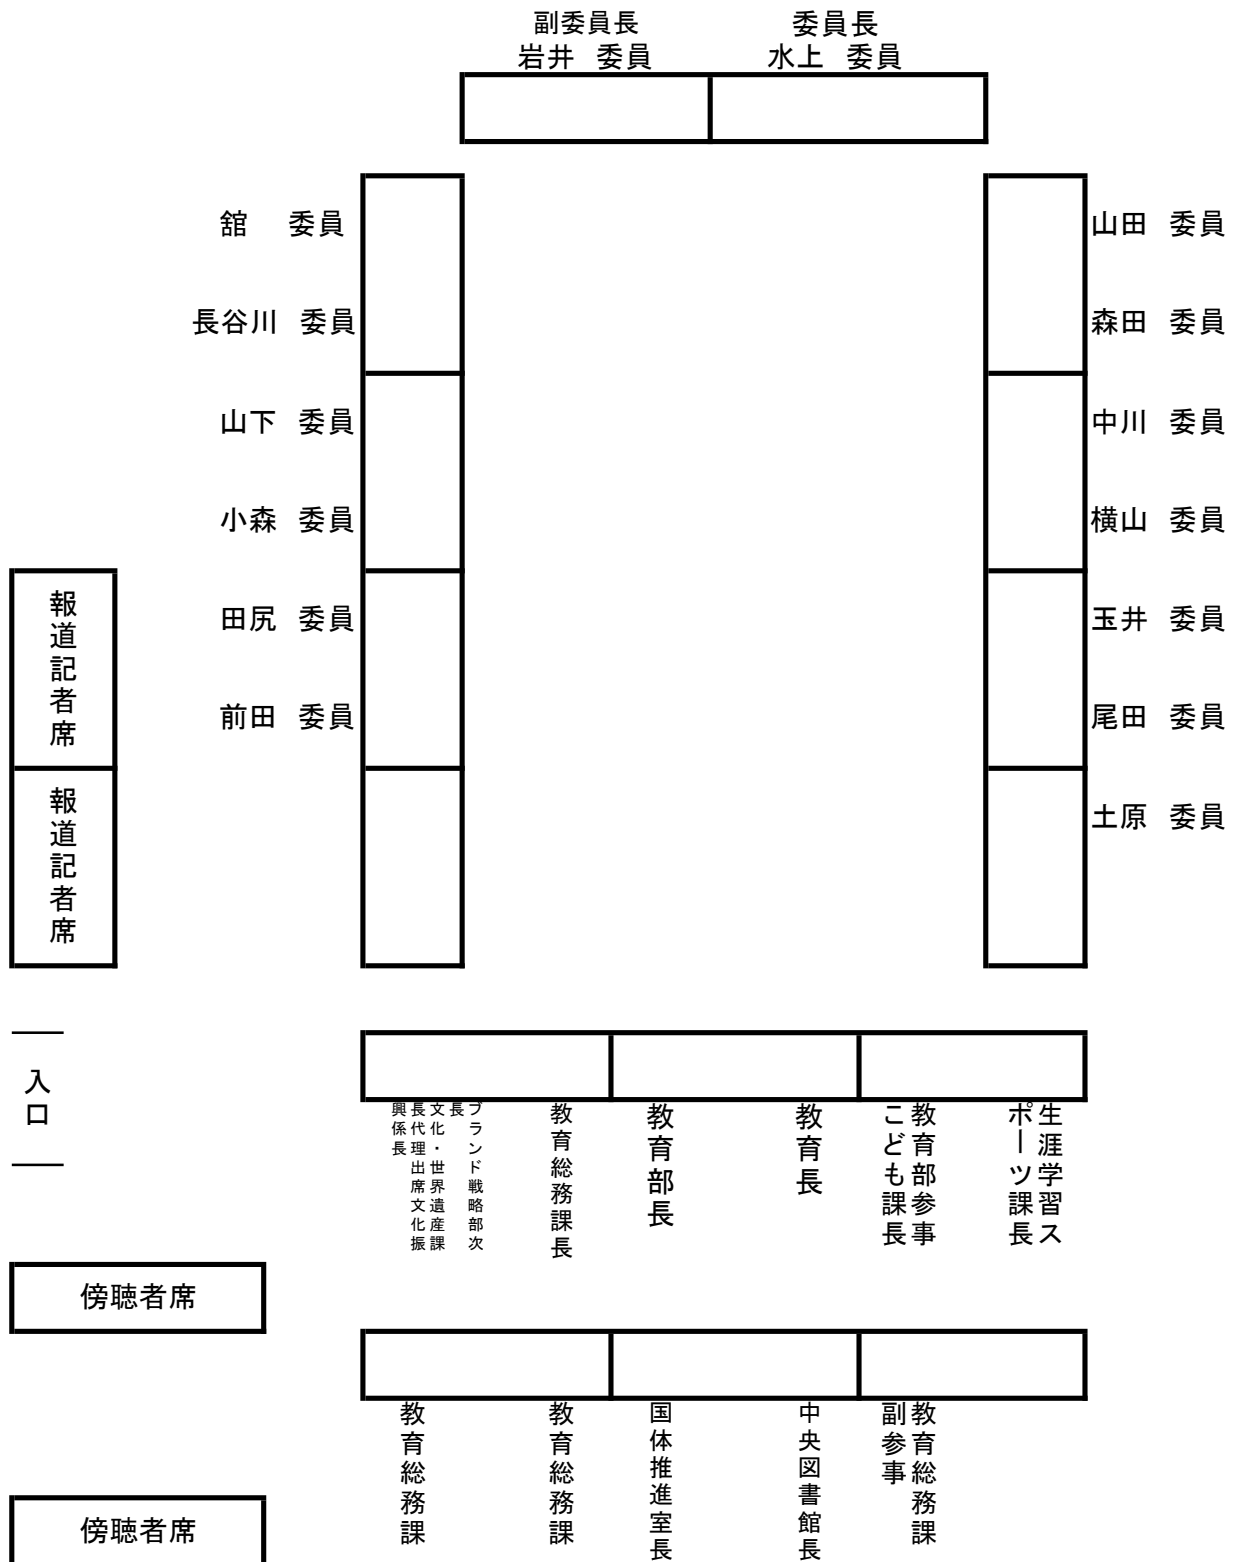 副委員長
岩井 委員
委員長
水上 委員
舘 委員
長谷川 委員
山下 委員
小森 委員
田尻 委員
前田 委員
山田 委員
森田 委員
中川 委員
横山 委員
玉井 委員
尾田 委員
土原 委員
報道記者席
報道記者席
入口
生涯学習ス
ポーツ課長
教育部参事
こども課長
教育長
教育部長
教育総務課長
ブランド戦略部次
長
文化・世界遺産課
長代理出席文化振
興係長
傍聴者席
教育総務課
副参事
中央図書館長
国体推進室長
教育総務課
教育総務課
傍聴者席